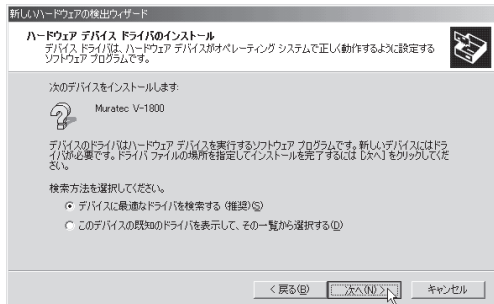 新しいハードウェアの検出ウィザード
ハードウェア デバイス ドライバのインストール
デバイス ドライバは、ハードウェア デバイスがオペレーティング システムで正しく動作するように設定する
ソフトウェア プログラムです。
次のデバイスをインストールします:
Muratec V-1800
デバイスのドライバはハードウェア デバイスを実行するソフトウェア プログラムです。新しいデバイスにはドラ
イバが必要です。ドライバ ファイルの場所を指定してインストールを完了するには [次へ] をクリックしてくだ
さい。
検索方法を選択してください。
デバイスに最適なドライバを検索する (推奨)(S)
このデバイスの既知のドライバを表示して、その一覧から選択する(D)
< 戻る(B)
次へ(N) >
キャンセル